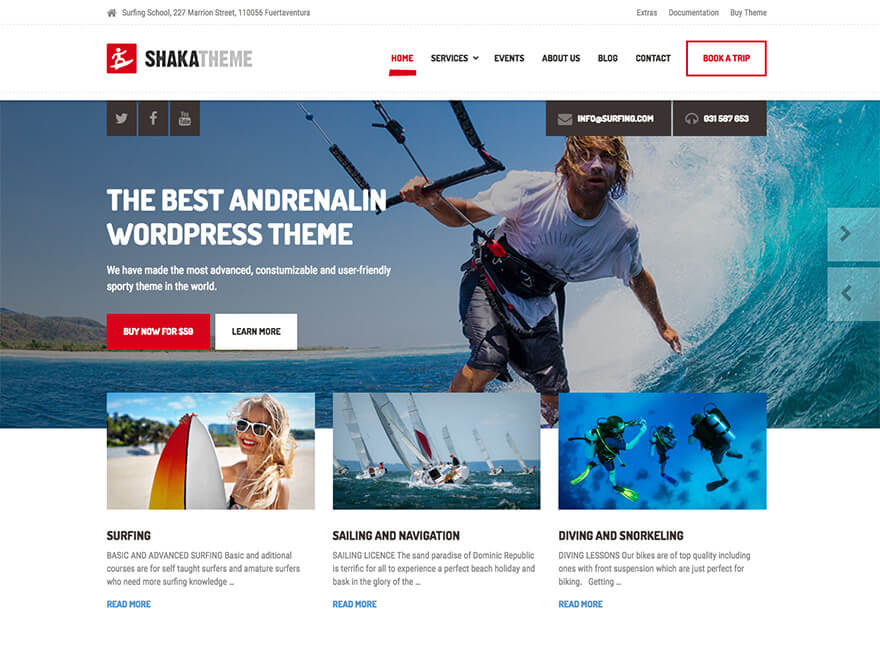 Surfing School, 227 Marrion Street, 110056 Fuertaventura
Extras Documentation Buy Theme
SHAKATHEME
HOME SERVICES EVENTS ABOUT US BLOG CONTACT BOOK A TRIP
You Tube
INFO@SURFING.COM 031 567 653
THE BEST ANDRENALIN
WORDPRESS THEME
We have made the most advanced, constumizable and user-friendly
sporty theme in the world.
BUY NOW FOR $59 LEARN MORE
SURFING
BASIC AND ADVANCED SURFING Basic and aditional
courses are for self taught surfers and amature surfers
who need more surfing knowledge ...
READ MORE
SAILING AND NAVIGATION
SAILING LICENCE The sand paradise of Dominic Republic
is terrific for all to experience a perfect beach holiday and
bask in the glory of the ...
READ MORE
DIVING AND SNORKELING
DIVING LESSONS Our bikes are of top quality including
ones with front suspension which are just perfect for
biking. Getting ...
READ MORE